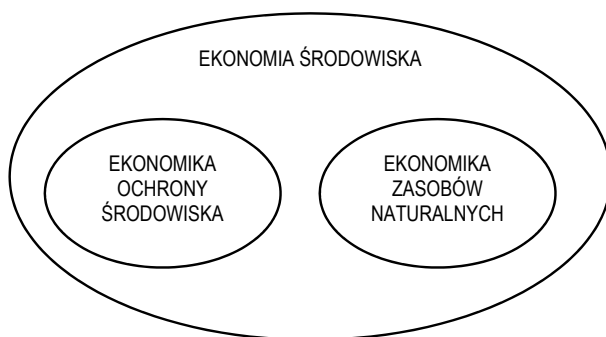 EKONOMIA ŚRODOWISKA
EKONOMIKA
OCHRONY
ŚRODOWISKA
EKONOMIKA
ZASOBÓW
NATURALNYCH